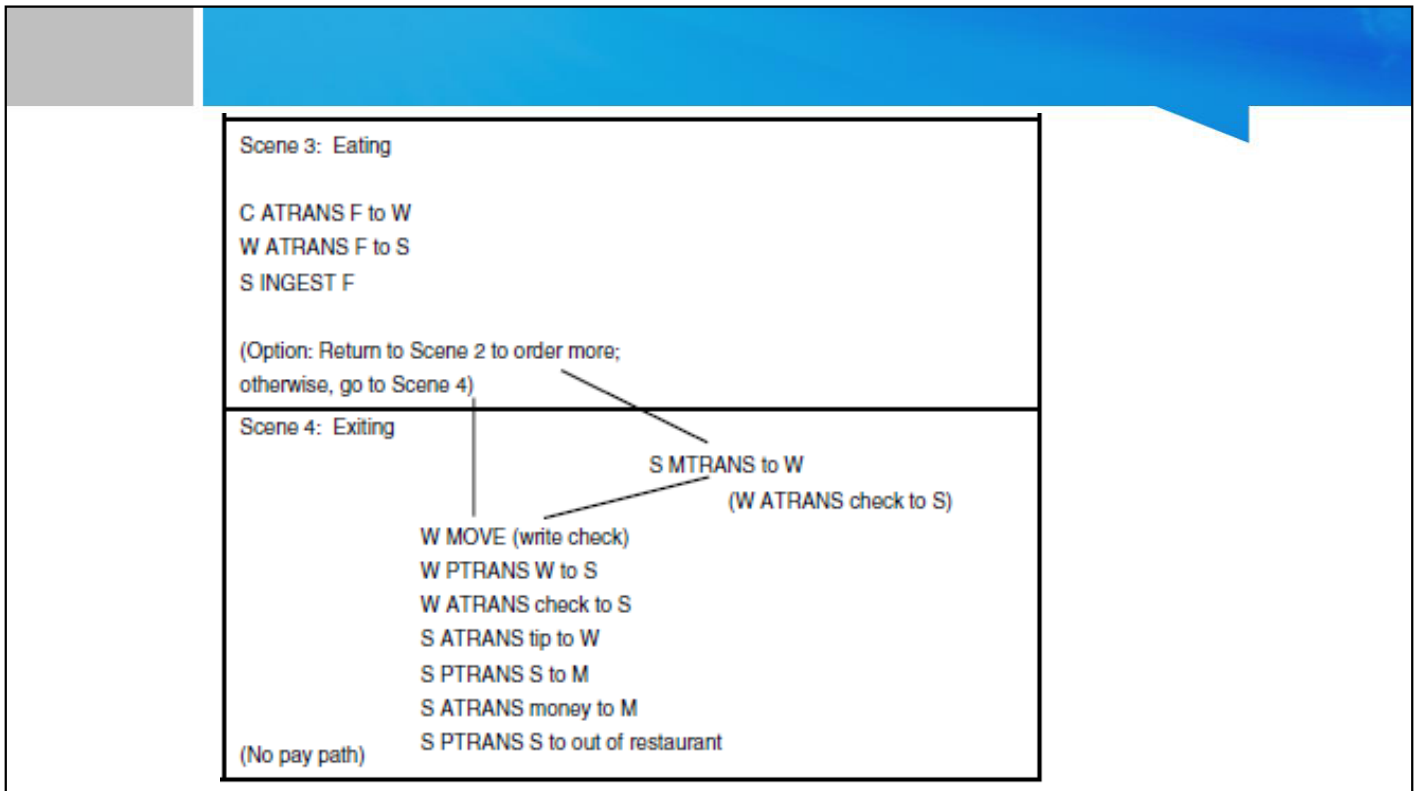 Scene 3: Eating
C ATRANS F to W
W ATRANS F to S
S INGEST F
(Option: Return to Scene 2 to order more;
otherwise, go to Scene 4)
Scene 4: Exiting
S MTRANS to W
(W ATRANS check to S)
W MOVE (write check)
W PTRANS W to S
W ATRANS check to S
S ATRANS tip to W
S PTRANS S to M
S ATRANS money to M
S PTRANS S to out of restaurant
(No pay path)